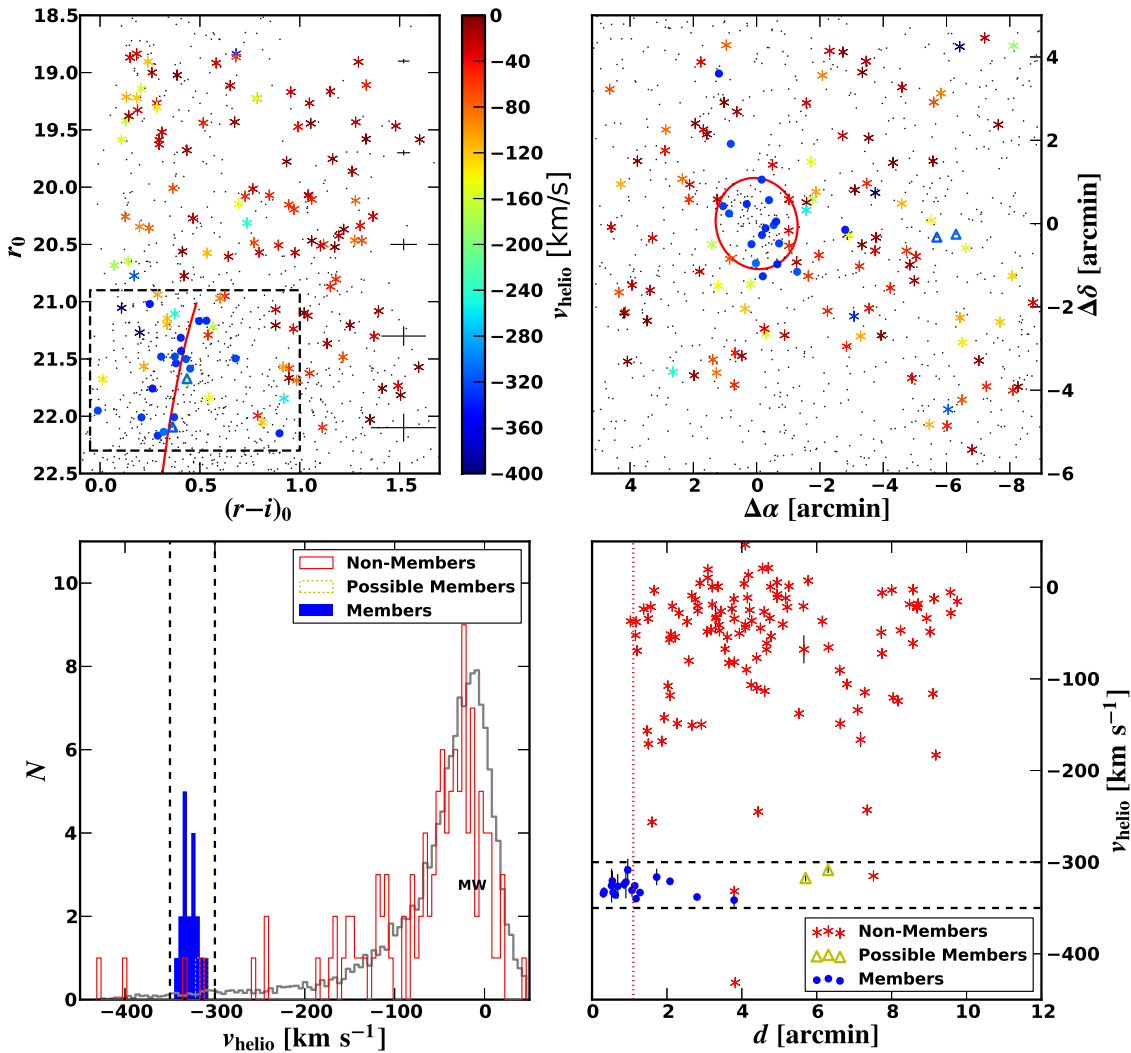 18.5
19.0
19.5
20.0
20.5
21.0
21.5
22.0
22.5
r₀
0.0 0.5 1.0 1.5
(r−i)₀
0
−40
−80
−120
−160
−200
−240
−280
−320
−360
−400
v_helio [km/s]
4
2
0
−2
−4
−6
Δδ [arcmin]
4 2 0 −2 −4 −6 −8
Δα [arcmin]
10
8
6
4
2
0
N
Non-Members
Possible Members
Members
MW
−400 −300 −200 −100 0
v_helio [km s⁻¹]
0
−100
−200
−300
−400
v_helio [km s⁻¹]
Non-Members
Possible Members
Members
0 2 4 6 8 10 12 14
d [arcmin]